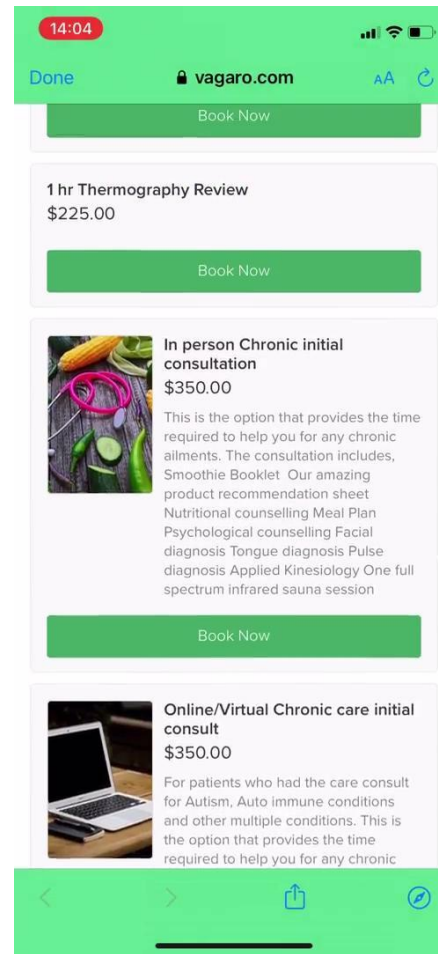 14:04
Done
vagaro.com
AA
Book Now
1 hr Thermography Review
$225.00
Book Now
In person Chronic initial
consultation
$350.00
This is the option that provides the time
required to help you for any chronic
ailments. The consultation includes,
Smoothie Booklet Our amazing
product recommendation sheet
Nutritional counselling Meal Plan
Psychological counselling Facial
diagnosis Tongue diagnosis Pulse
diagnosis Applied Kinesiology One full
spectrum infrared sauna session
Book Now
Online/Virtual Chronic care initial
consult
$350.00
For patients who had the care consult
for Autism, Auto immune conditions
and other multiple conditions. This is
the option that provides the time
required to help you for any chronic